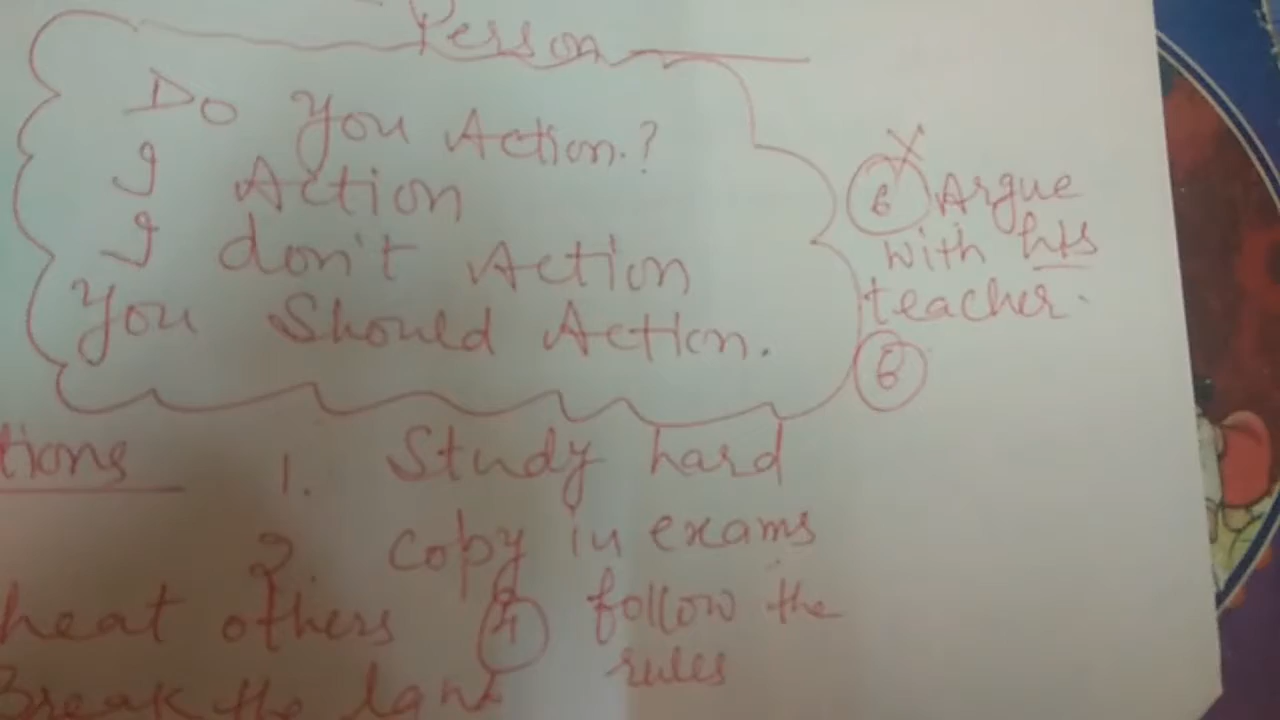 Person
Do You Action.?
I Action
I don't Action
You Should Action.
6 Argue
with his
teacher.
6
tions 1. Study hard
2 copy in exams
heat others 4 follow the
rules
Break the law